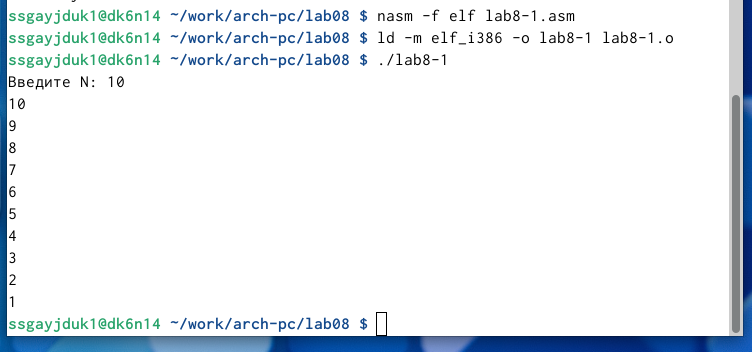 ssgayjduk1@dk6n14 ~/work/arch-pc/lab08 $ nasm -f elf lab8-1.asm
ssgayjduk1@dk6n14 ~/work/arch-pc/lab08 $ ld -m elf_i386 -o lab8-1 lab8-1.o
ssgayjduk1@dk6n14 ~/work/arch-pc/lab08 $ ./lab8-1
Введите N: 10
10
9
8
7
6
5
4
3
2
1
ssgayjduk1@dk6n14 ~/work/arch-pc/lab08 $